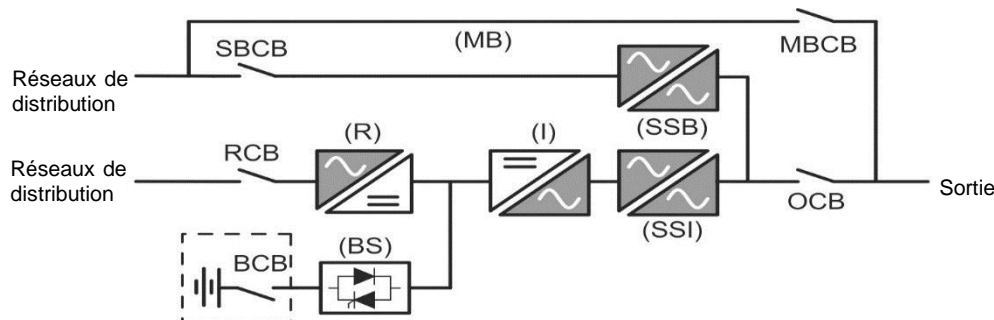 (MB)
MBCB
SBCB
Réseaux de
distribution
(SSB)
(R)
(I)
RCB
Réseaux de
distribution
Sortie
OCB
(SSI)
(BS)
BCB